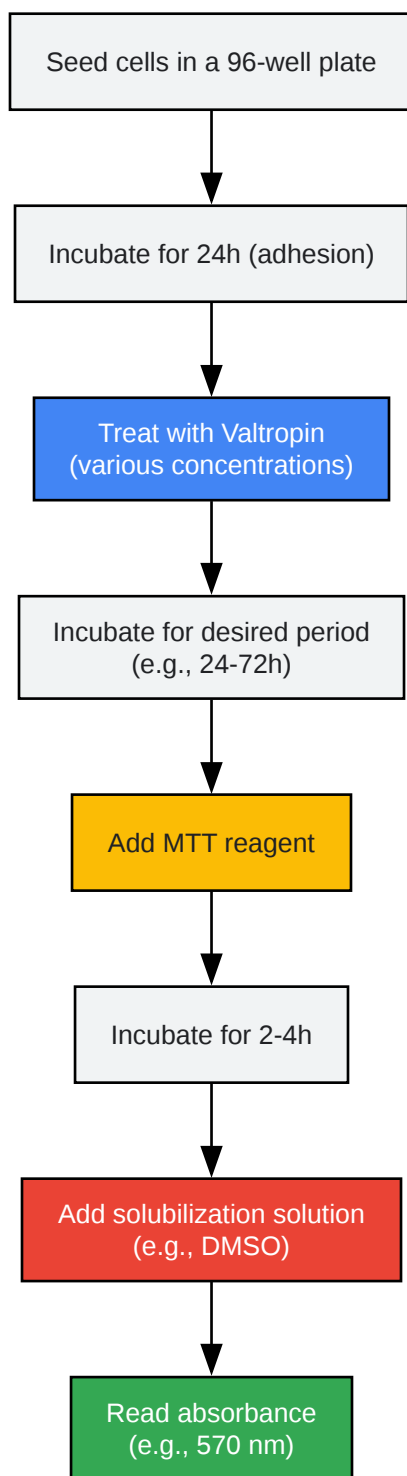 Seed cells in a 96-well plate
Incubate for 24h (adhesion)
Treat with Valtropin
(various concentrations)
Incubate for desired period
(e.g., 24-72h)
Add MTT reagent
Incubate for 2-4h
Add solubilization solution
(e.g., DMSO)
Read absorbance
(e.g., 570 nm)